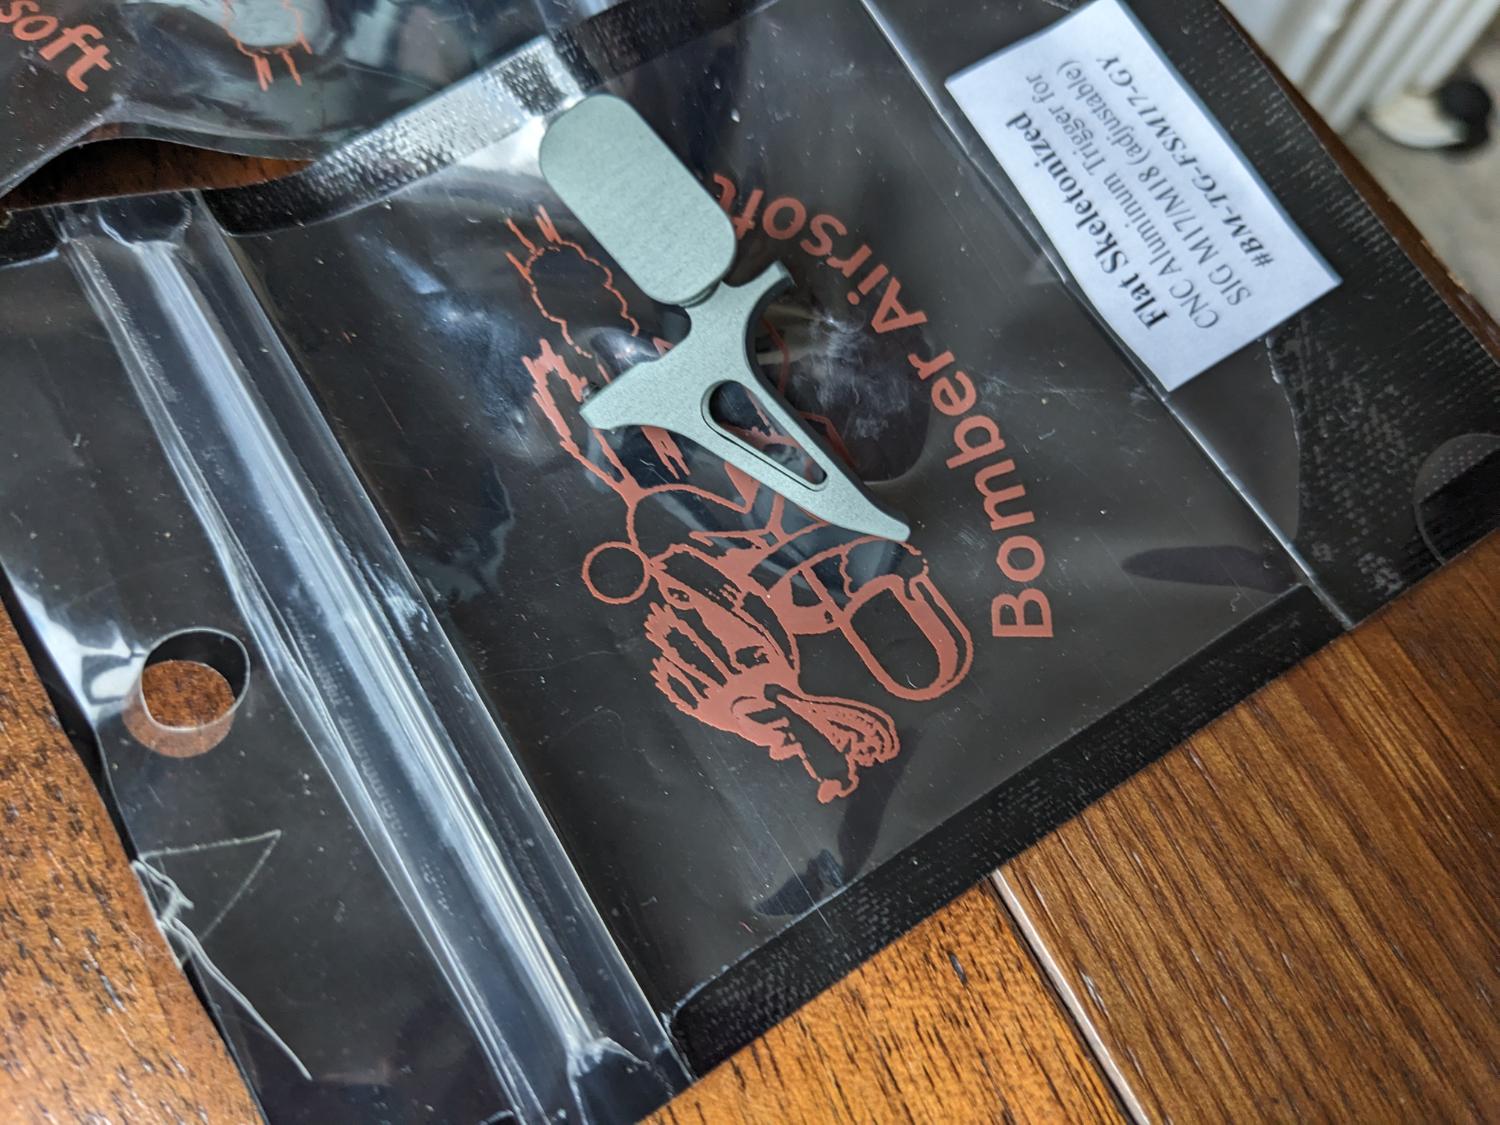 soft
Bomber Airsoft
Flat Skeletonized
CNC Aluminum Trigger for
SIG M17/M18 (adjustable)
#BM-TG-FSM17-GY